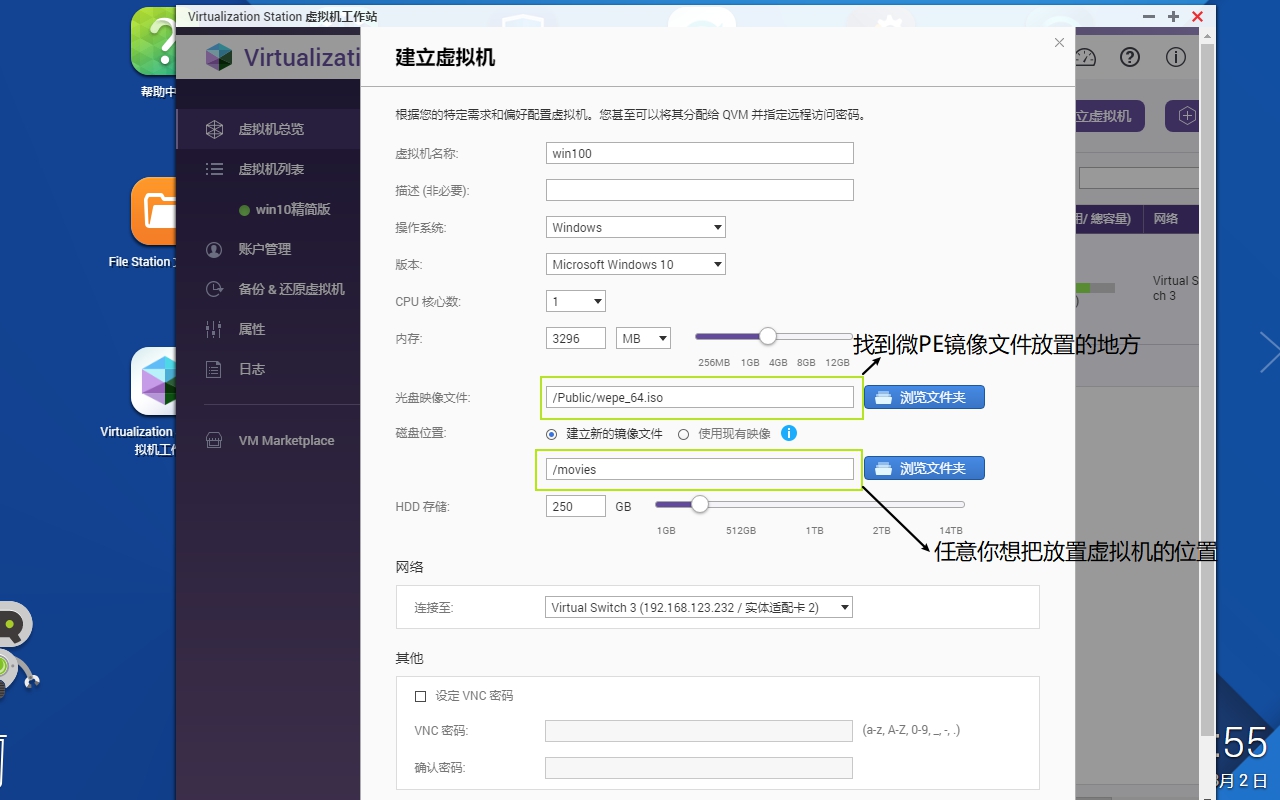 Virtualization Station 虚拟机工作站
帮助中
Virtualizati
建立虚拟机
立虚拟机
根据您的特定需求和偏好配置虚拟机。您甚至可以将其分配给 QVM 并指定远程访问密码。
虚拟机总览
虚拟机列表
win10精简版
账户管理
备份 & 还原虚拟机
属性
日志
VM Marketplace
File Station
Virtualization
拟机工作
虚拟机名称: win100
描述 (非必要):
操作系统: Windows
版本: Microsoft Windows 10
CPU 核心数: 1
内存: 3296 MB
256MB 1GB 4GB 8GB 12GB
找到微PE镜像文件放置的地方
光盘映像文件: /Public/wepe_64.iso 浏览文件夹
磁盘位置: 建立新的镜像文件 使用现有映像
/movies 浏览文件夹
HDD 存储: 250 GB
1GB 512GB 1TB 2TB 14TB
任意你想把放置虚拟机的位置
网络
连接至: Virtual Switch 3 (192.168.123.232 / 实体适配卡 2)
其他
设定 VNC 密码
VNC 密码: (a-z, A-Z, 0-9, _, -, .)
确认密码:
/ 總容量) 网络
Virtual S
ch 3
:55
月 2 日